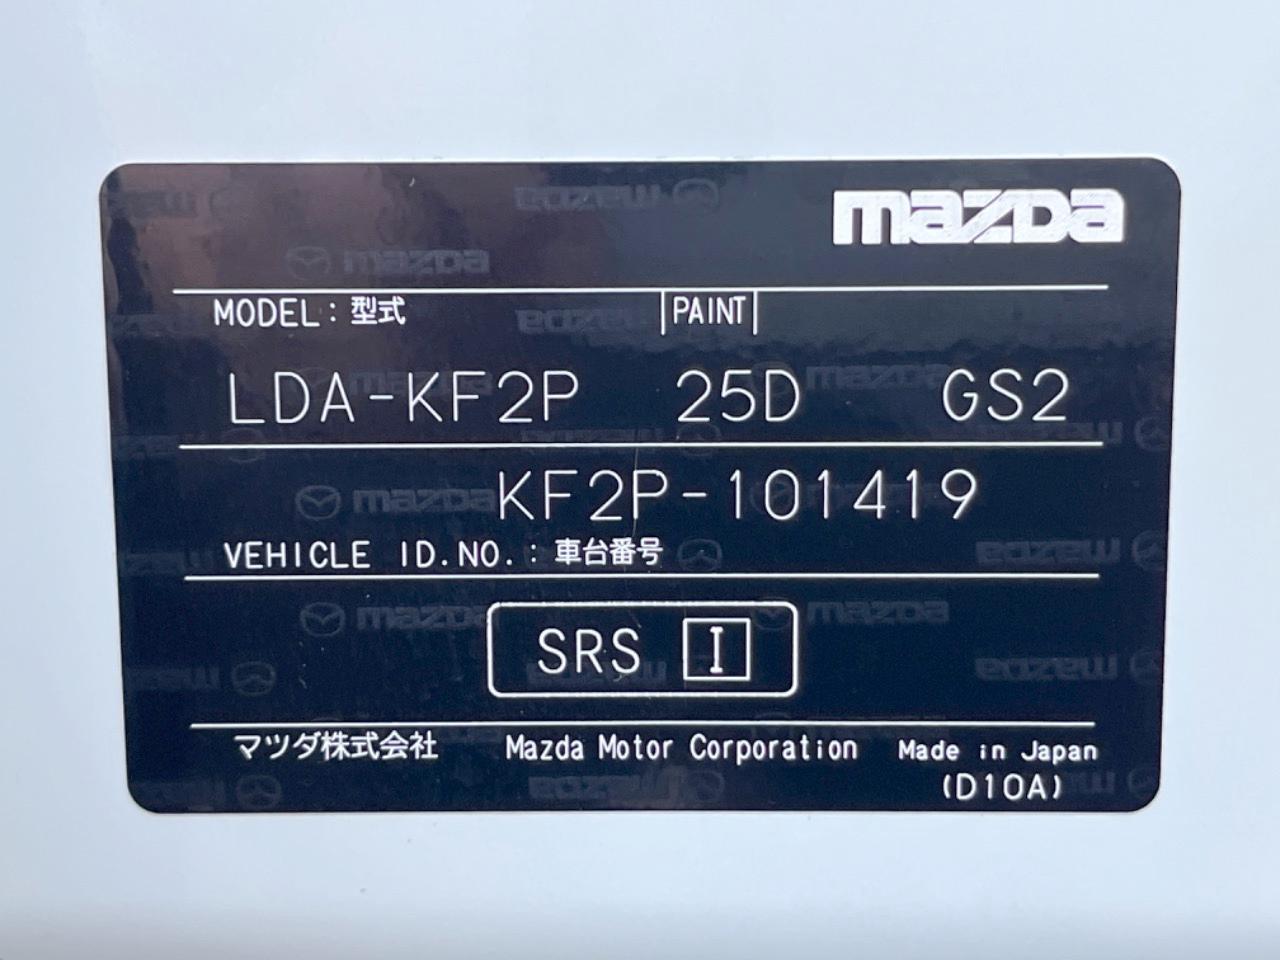 mazda
MODEL: 型式 PAINT
LDA-KF2P 25D GS2
KF2P-101419
VEHICLE ID.NO.: 車台番号
SRS I
マツダ株式会社 Mazda Motor Corporation Made in Japan
(D10A)